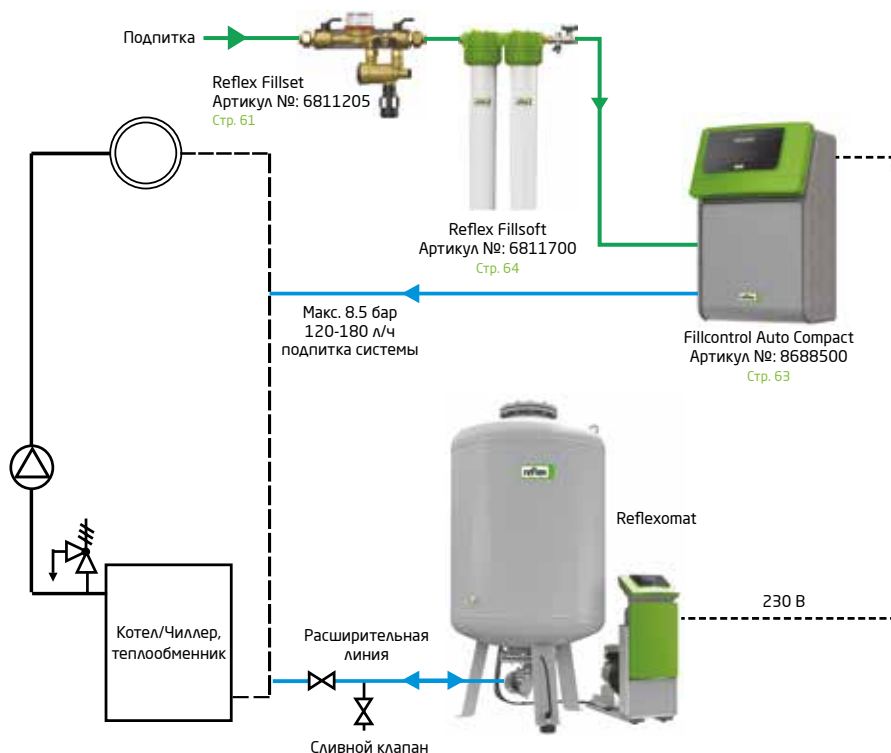 Подпитка
Reflex Fillset
Артикул №: 6811205
Стр. 61
Reflex Fillsoft
Артикул №: 6811700
Стр. 64
Макс. 8.5 бар
120-180 л/ч
подпитка системы
Fillcontrol Auto Compact
Артикул №: 8688500
Стр. 63
reflex
Reflexomat
230 В
Котел/Чиллер,
теплообменник
Расширительная
линия
Сливной клапан